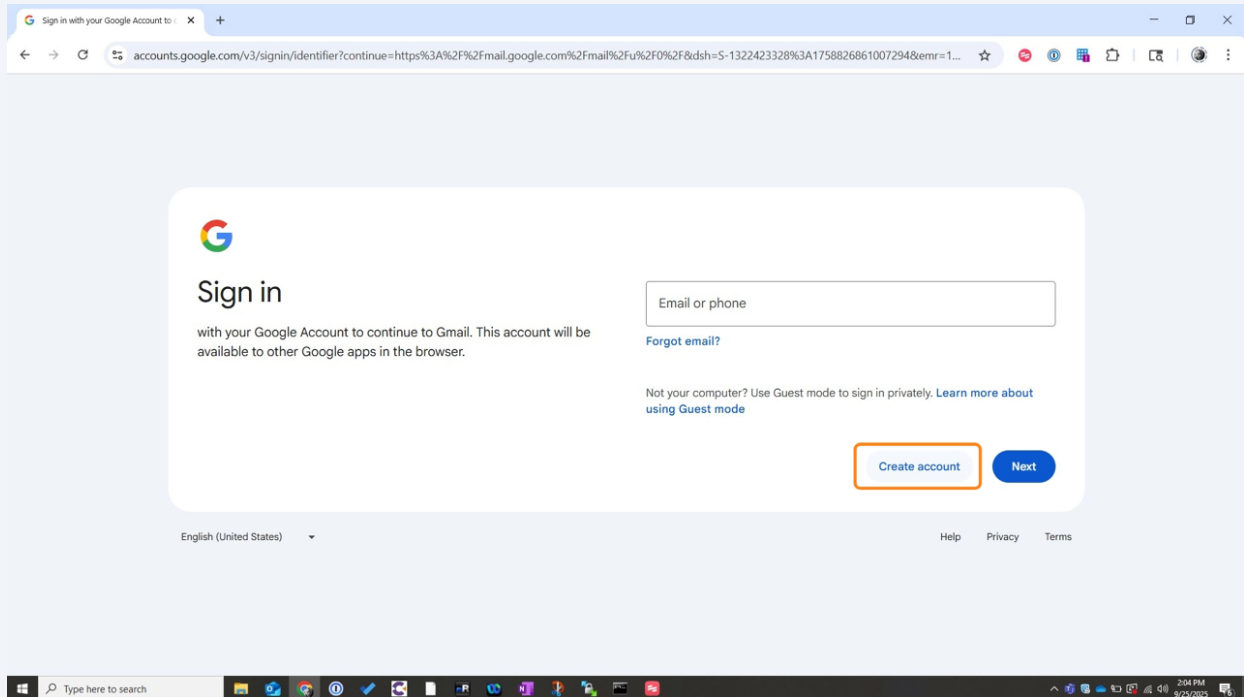 Sign in with your Google Account to c
accounts.google.com/v3/signin/identifier?continue=https%3A%2F%2Fmail.google.com%2Fmail%2Fu%2F0%2F&dsh=S-1322423328%3A1758826861007294&emr=1...
Sign in
with your Google Account to continue to Gmail. This account will be
available to other Google apps in the browser.
Email or phone
Forgot email?
Not your computer? Use Guest mode to sign in privately. Learn more about
using Guest mode
Create account
Next
English (United States)
Help
Privacy
Terms
Type here to search
2:04 PM
9/25/2025